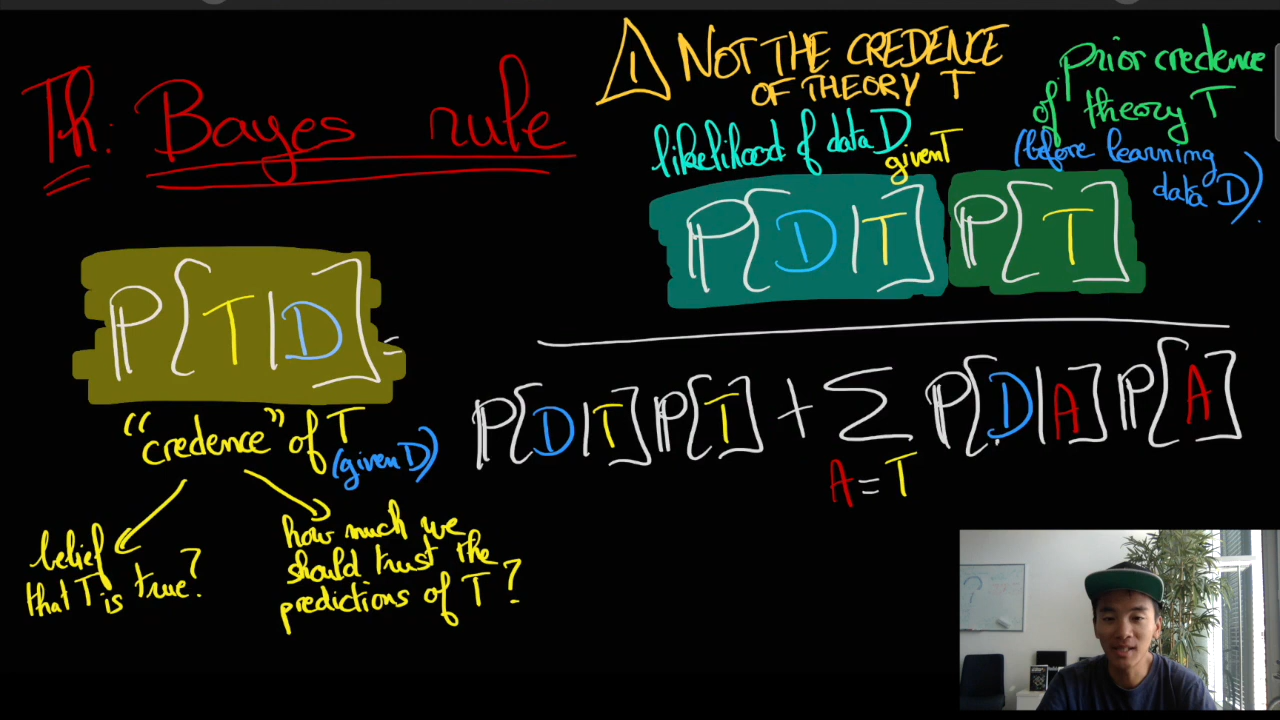 Th: Bayes rule
! NOT THE CREDENCE
OF THEORY T
prior credence
of theory T
(before learning
data D)
likelihood of data D
given T
P[D|T] P[T]
P[T|D] =
P[D|T] P[T] + ∑ P[D|A] P[A]
A = T
"credence" of T
(given D)
belief
that T is true?
how much we
should trust the
predictions of T?